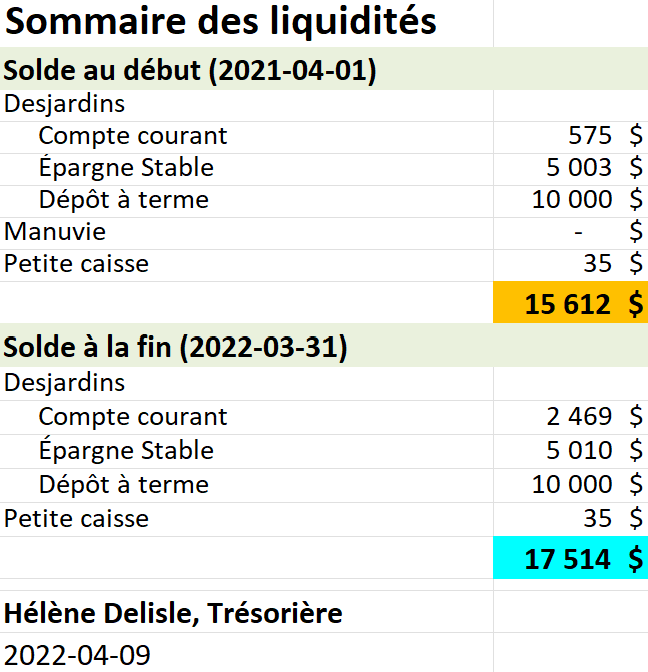 Sommaire des liquidités
Solde au début (2021-04-01)
Desjardins
Compte courant 575 $
Épargne Stable 5 003 $
Dépôt à terme 10 000 $
Manuvie - $
Petite caisse 35 $
15 612 $
Solde à la fin (2022-03-31)
Desjardins
Compte courant 2 469 $
Épargne Stable 5 010 $
Dépôt à terme 10 000 $
Petite caisse 35 $
17 514 $
Hélène Delisle, Trésorière
2022-04-09